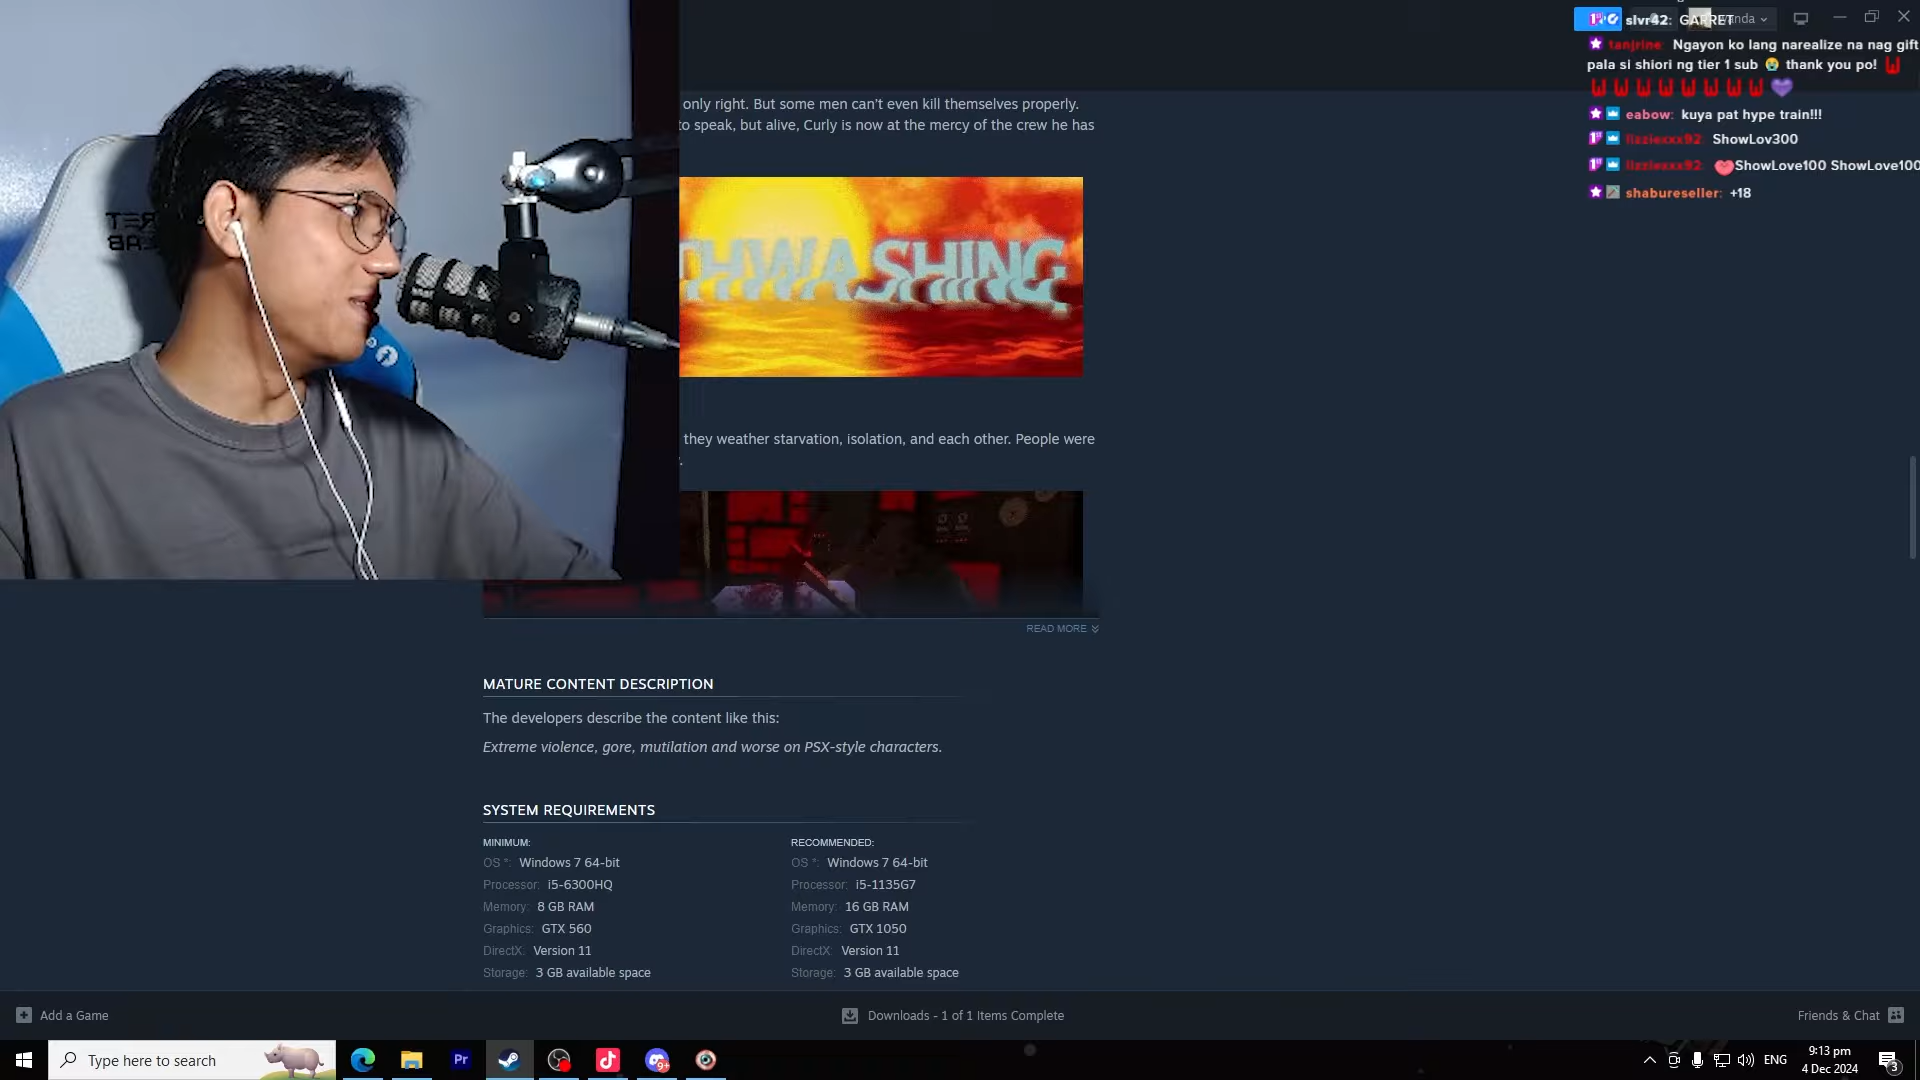 slvr42: GARRET
tanjrine: Ngayon ko lang narealize na nag gift
pala si shiori ng tier 1 sub 😭 thank you po!
eabow: kuya pat hype train!!!
lizziexxx92: ShowLov300
lizziexxx92: ShowLove100 ShowLove100
shabureseller: +18
only right. But some men can't even kill themselves properly.
to speak, but alive, Curly is now at the mercy of the crew he has
THWASHING
they weather starvation, isolation, and each other. People were
READ MORE
MATURE CONTENT DESCRIPTION
The developers describe the content like this:
Extreme violence, gore, mutilation and worse on PSX-style characters.
SYSTEM REQUIREMENTS
MINIMUM:
OS *: Windows 7 64-bit
Processor: i5-6300HQ
Memory: 8 GB RAM
Graphics: GTX 560
DirectX: Version 11
Storage: 3 GB available space
RECOMMENDED:
OS *: Windows 7 64-bit
Processor: i5-1135G7
Memory: 16 GB RAM
Graphics: GTX 1050
DirectX: Version 11
Storage: 3 GB available space
Add a Game
Downloads - 1 of 1 Items Complete
Friends & Chat
Type here to search
Pr
9+
ENG
9:13 pm
4 Dec 2024
3